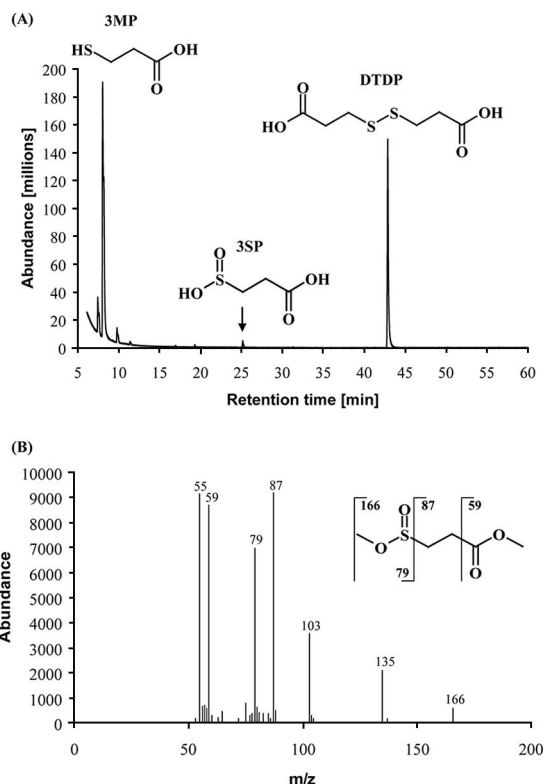 (A)
3MP
HS
OH
O
200
180
160
140
120
100
80
60
40
20
0
Abundance [millions]
DTDP
O
HO
S
S
OH
O
3SP
O
HO
S
OH
O
5 10 15 20 25 30 35 40 45 50 55 60
Retention time [min]
(B)
10000
9000
8000
7000
6000
5000
4000
3000
2000
1000
0
Abundance
55
59
79
87
103
135
166
166 87 59
O
S
O
O
O
79
0 50 100 150 200
m/z